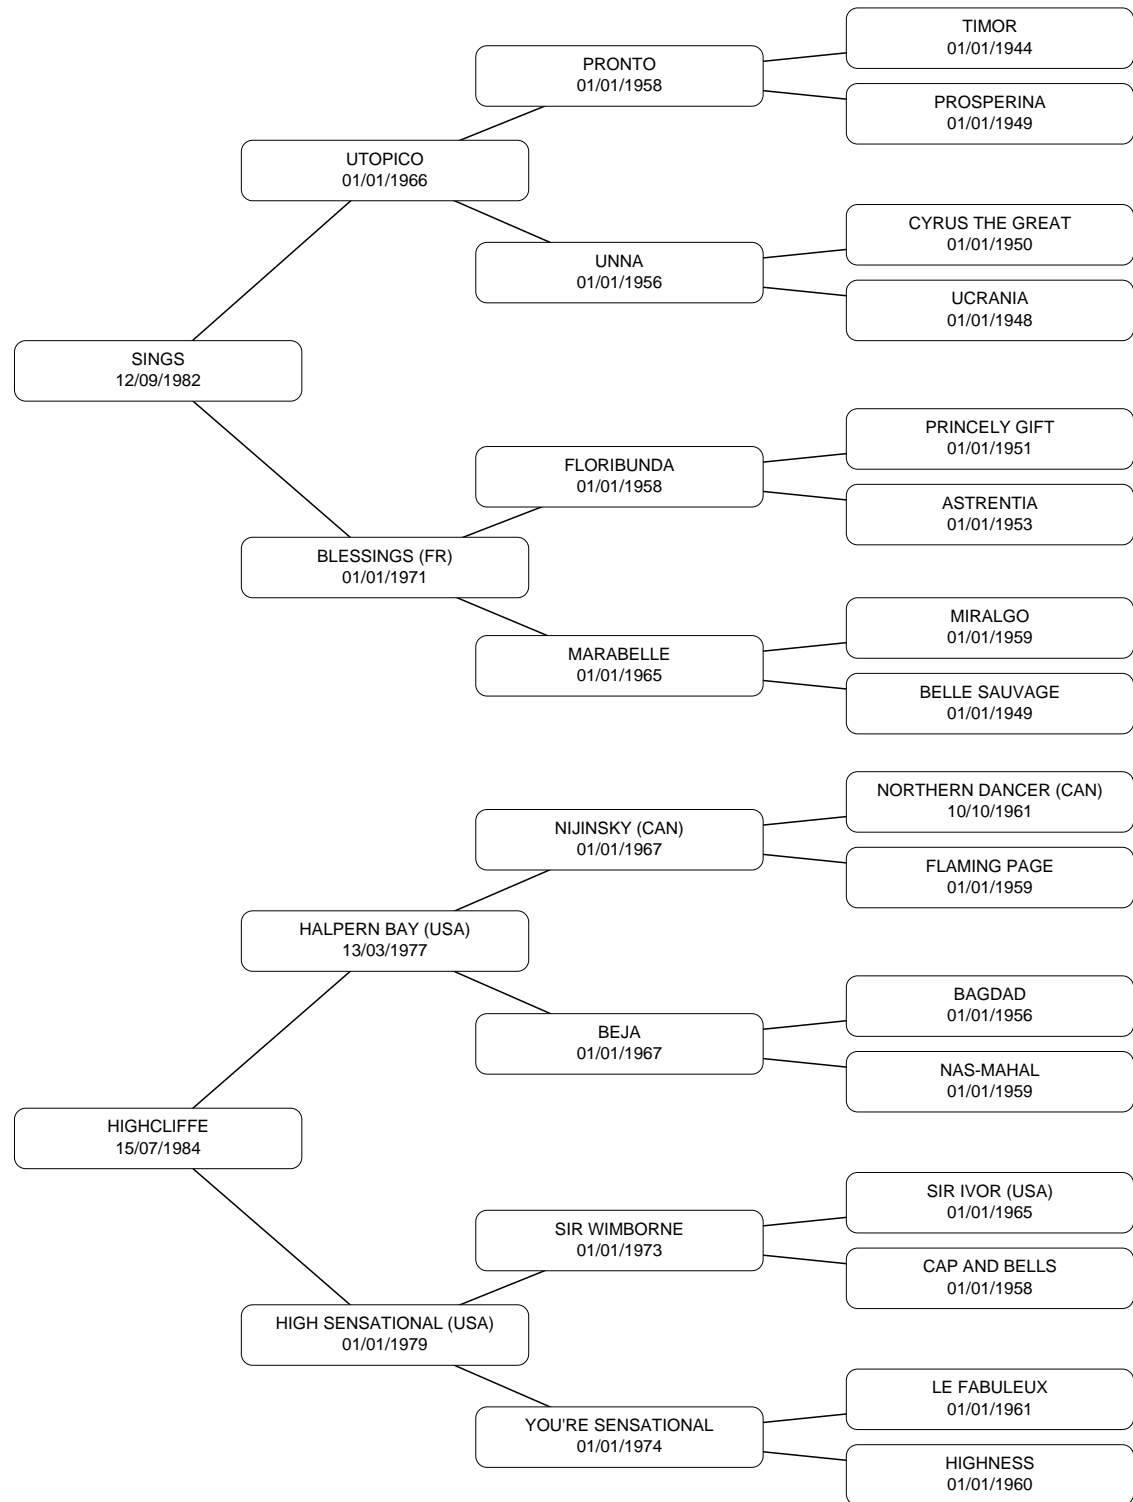 TIMOR
01/01/1944
PRONTO
01/01/1958
PROSPERINA
01/01/1949
UTOPICO
01/01/1966
CYRUS THE GREAT
01/01/1950
UNNA
01/01/1956
UCRANIA
01/01/1948
SINGS
12/09/1982
PRINCELY GIFT
01/01/1951
FLORIBUNDA
01/01/1958
ASTRENTIA
01/01/1953
BLESSINGS (FR)
01/01/1971
MIRALGO
01/01/1959
MARABELLE
01/01/1965
BELLE SAUVAGE
01/01/1949
NORTHERN DANCER (CAN)
10/10/1961
NIJINSKY (CAN)
01/01/1967
FLAMING PAGE
01/01/1959
HALPERN BAY (USA)
13/03/1977
BAGDAD
01/01/1956
BEJA
01/01/1967
NAS-MAHAL
01/01/1959
HIGHCLIFFE
15/07/1984
SIR IVOR (USA)
01/01/1965
SIR WIMBORNE
01/01/1973
CAP AND BELLS
01/01/1958
HIGH SENSATIONAL (USA)
01/01/1979
LE FABULEUX
01/01/1961
YOU'RE SENSATIONAL
01/01/1974
HIGHNESS
01/01/1960